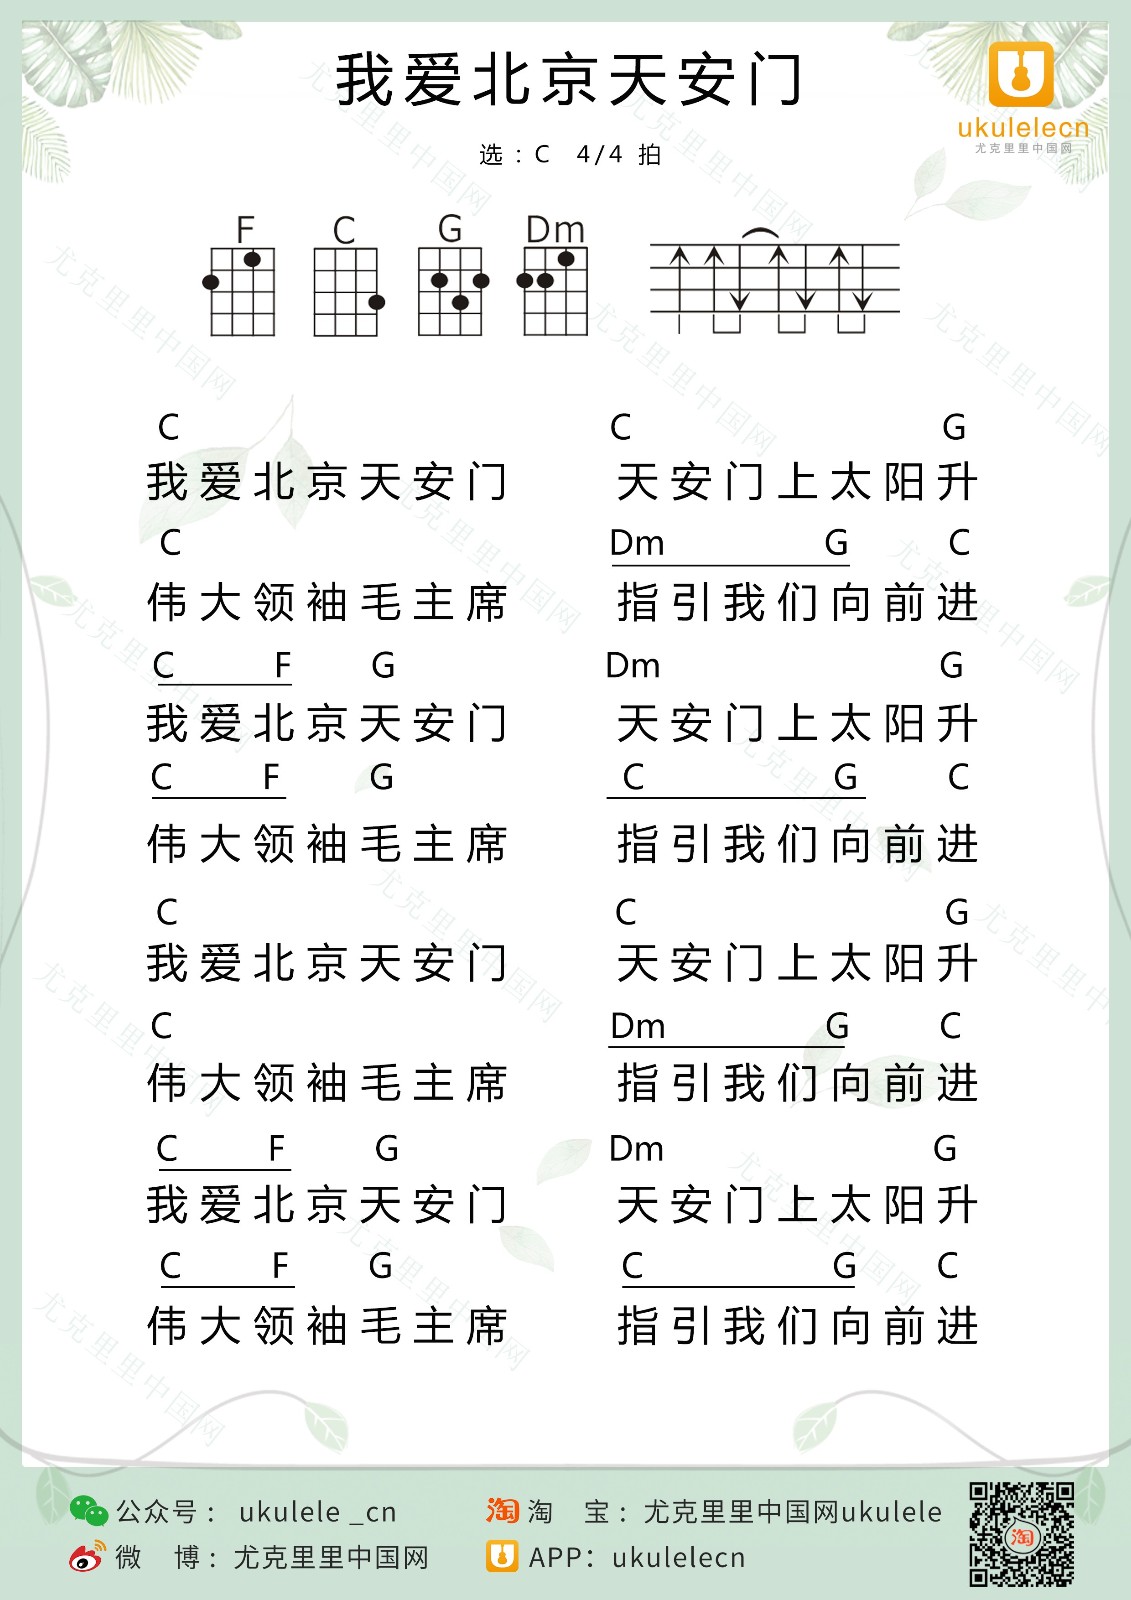 我爱北京天安门
选：C 4/4 拍
ukulelecn
尤克里里中国网
F C G Dm
C C G
我爱北京天安门 天安门上太阳升
C Dm G C
伟大领袖毛主席 指引我们向前进
C F G Dm G
我爱北京天安门 天安门上太阳升
C F G C G C
伟大领袖毛主席 指引我们向前进
C C G
我爱北京天安门 天安门上太阳升
C Dm G C
伟大领袖毛主席 指引我们向前进
C F G Dm G
我爱北京天安门 天安门上太阳升
C F G C G C
伟大领袖毛主席 指引我们向前进
公众号： ukulele _cn 淘 淘 宝：尤克里里中国网ukulele
微 博：尤克里里中国网 APP：ukulelecn
淘